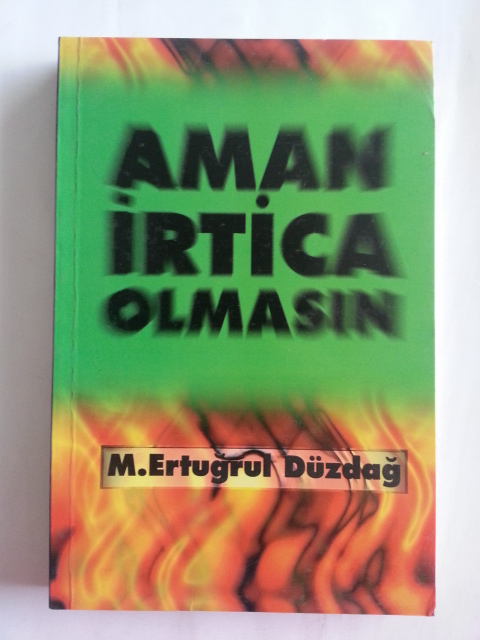 AMAN
İRTİCA
OLMASIN
M.Ertuğrul Düzdağ